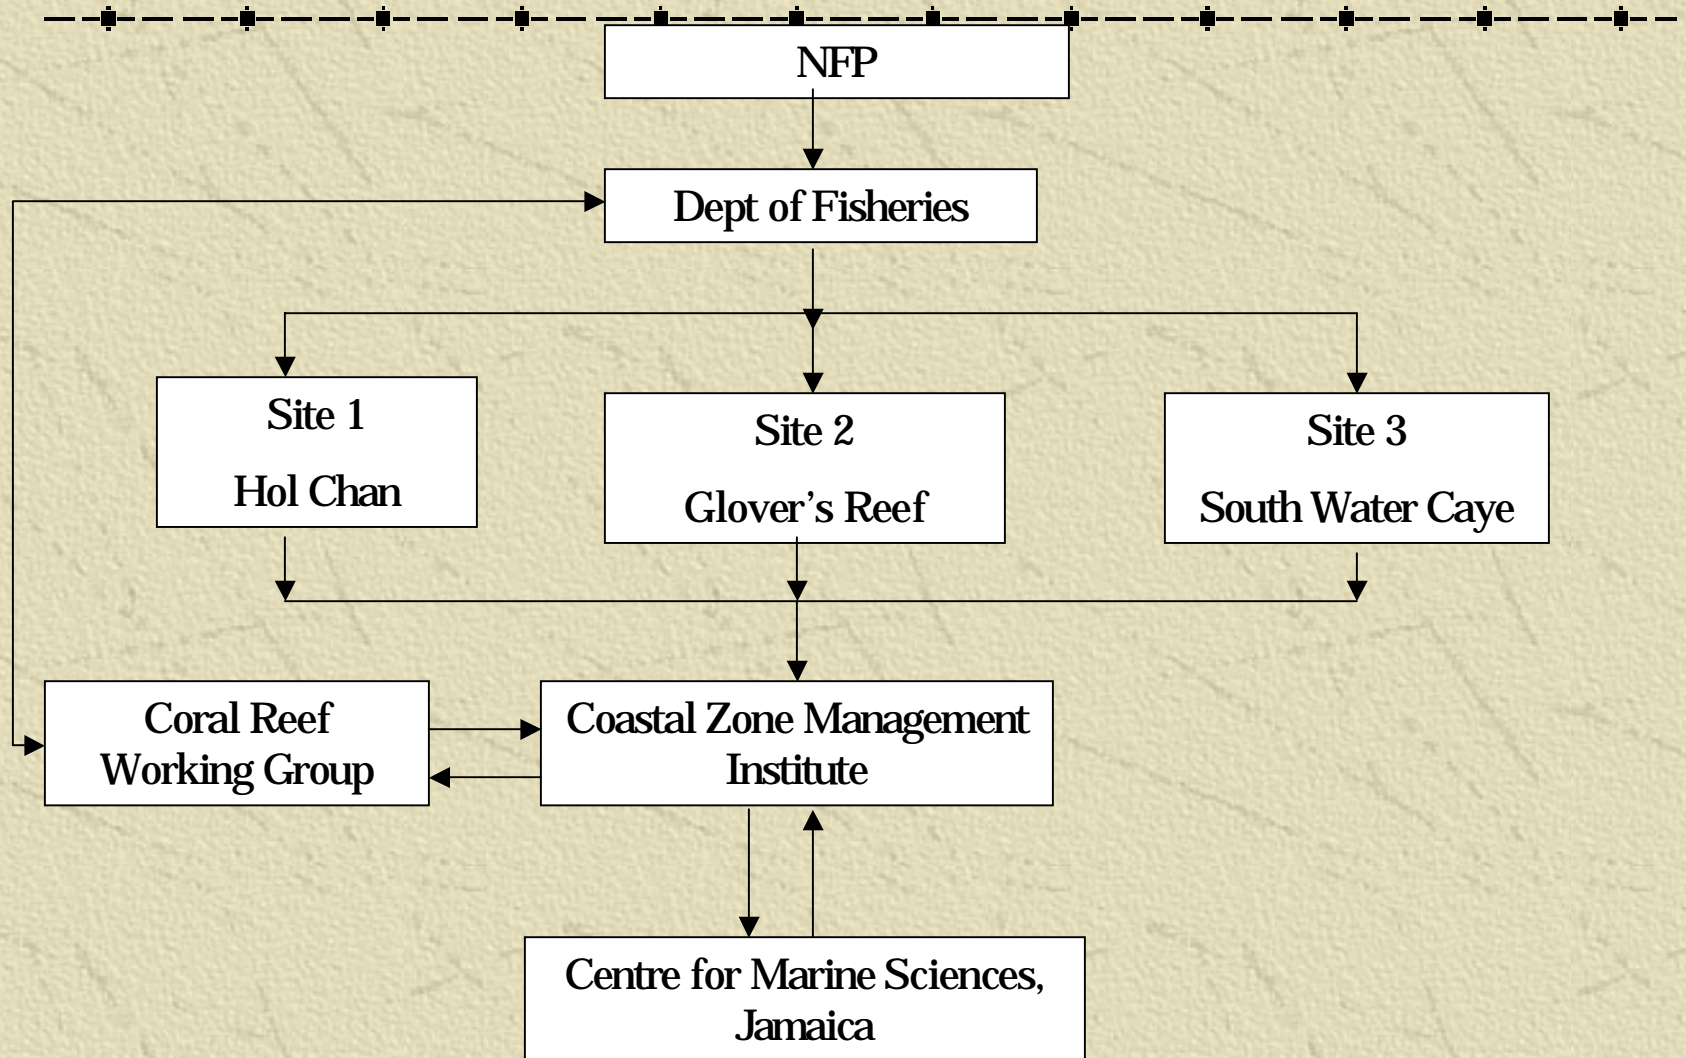 NFP
Dept of Fisheries
Site 1
Hol Chan
Site 2
Glover’s Reef
Site 3
South Water Caye
Coral Reef
Working Group
Coastal Zone Management
Institute
Centre for Marine Sciences,
Jamaica